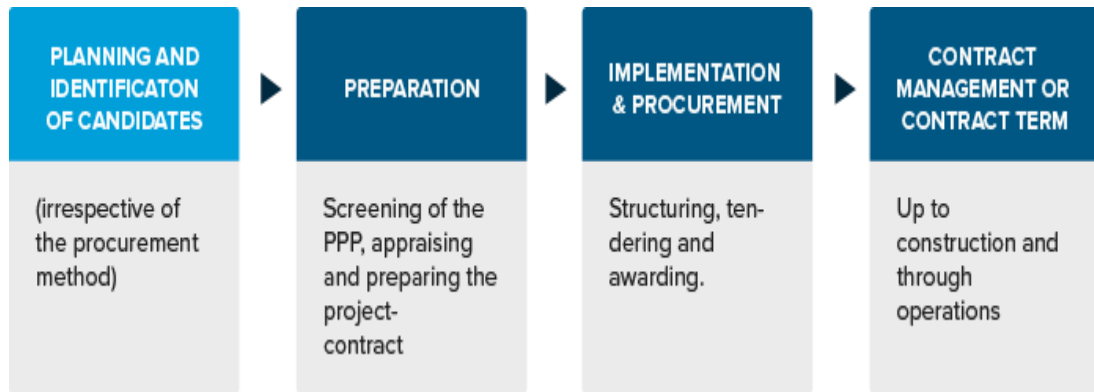 PLANNING AND
IDENTIFICATON
OF CANDIDATES
(irrespective of
the procurement
method)
PREPARATION
Screening of the
PPP, appraising
and preparing the
project-
contract
IMPLEMENTATION
& PROCUREMENT
Structuring, ten-
dering and
awarding.
CONTRACT
MANAGEMENT OR
CONTRACT TERM
Up to
construction and
through
operations